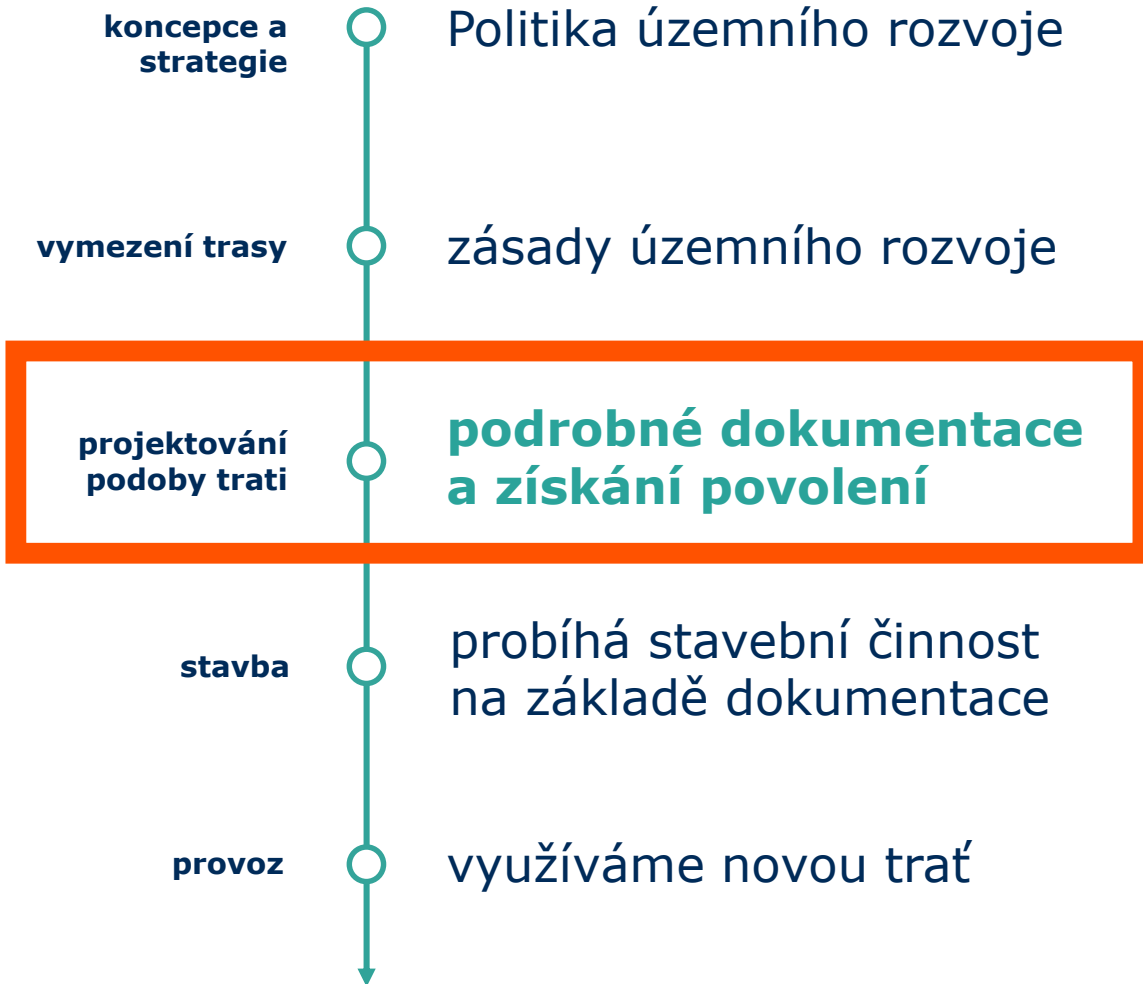 koncepce a
strategie
Politika územního rozvoje
vymezení trasy
zásady územního rozvoje
projektování
podoby trati
podrobné dokumentace
a získání povolení
stavba
probíhá stavební činnost
na základě dokumentace
provoz
využíváme novou trať